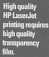 High quality
HP LaserJet
printing requires
high quality
transparency
film.